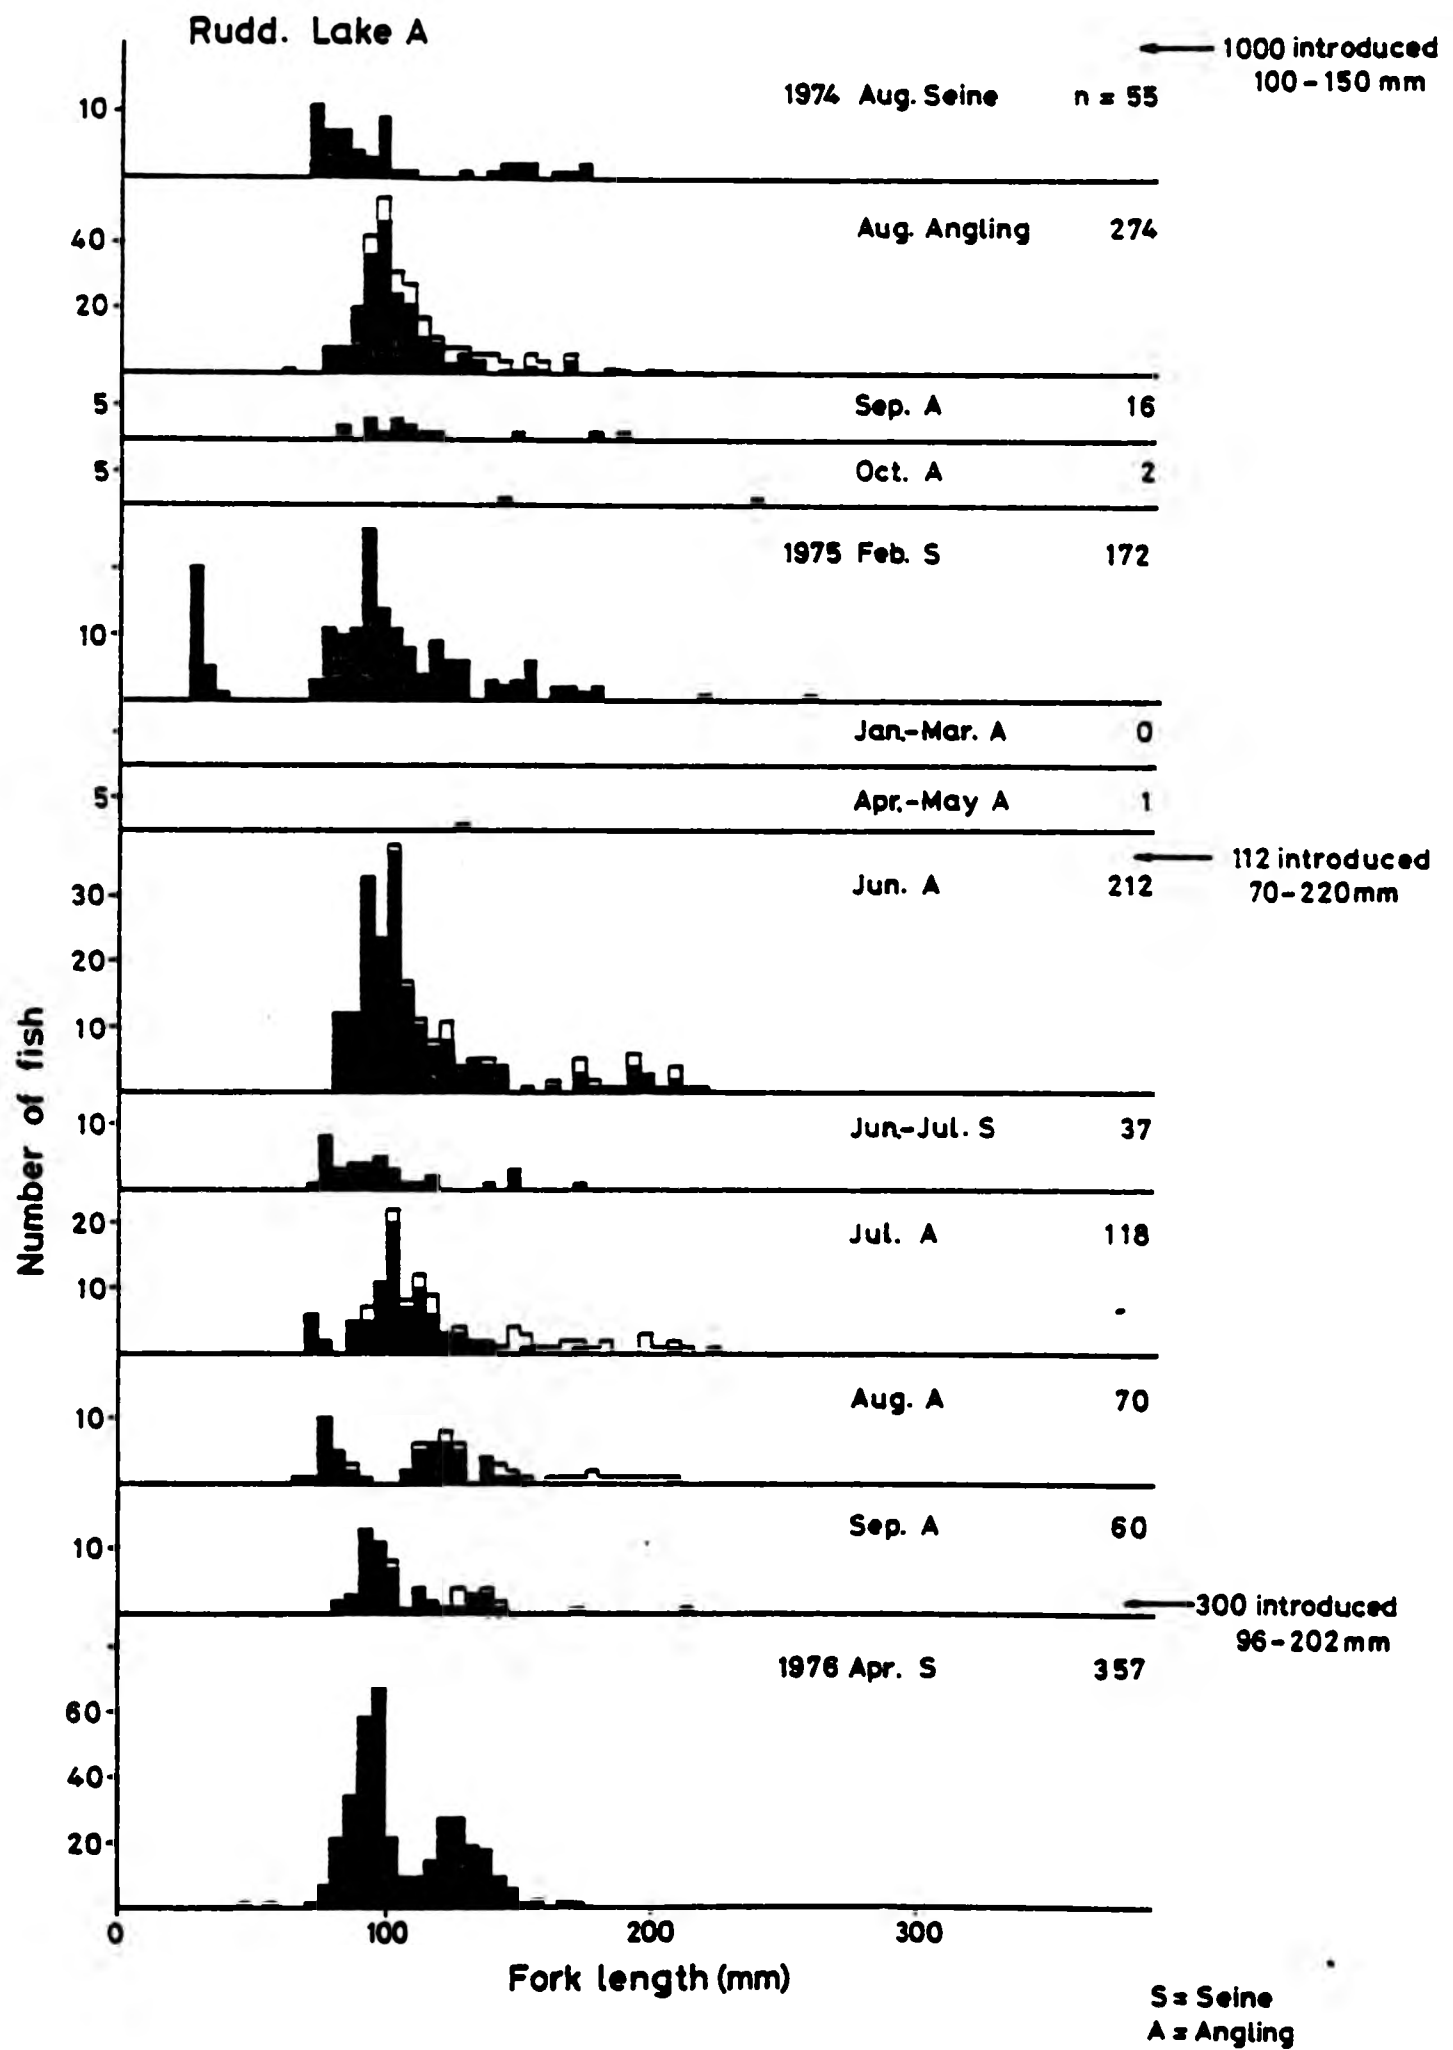 Rudd. Lake A
1000 introduced
100-150 mm
1974 Aug. Seine n = 55
10
Aug. Angling 274
40
20
Sep. A 16
5
Oct. A 2
5
1975 Feb. S 172
10
Jan.-Mar. A 0
Apr.-May A 1
5
112 introduced
70-220mm
Jun. A 212
30
20
10
Jun.-Jul. S 37
10
Jul. A 118
20
10
Aug. A 70
10
Sep. A 60
10
300 introduced
96-202mm
1976 Apr. S 357
60
40
20
Number of fish
0 100 200 300
Fork length (mm)
S = Seine
A = Angling